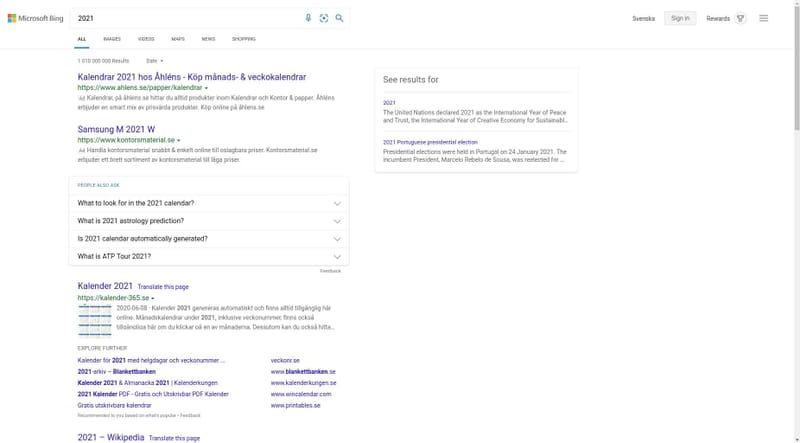 Microsoft Bing
2021
Svenska
Sign in
Rewards
ALL IMAGES VIDEOS MAPS NEWS SHOPPING
1 010 000 000 Results Date
Kalendrar 2021 hos Åhléns - Köp månads- & veckokalendrar
https://www.ahlens.se/papper/kalendrar
Ad Kalendrar, på åhlens.se hittar du alltid produkter inom Kalendrar och Kontor & papper. Åhléns
erbjuder en smart mix av prisvärda produkter. Köp online på åhlens.se
Samsung M 2021 W
https://www.kontorsmaterial.se
Ad Handla kontorsmaterial snabbt & enkelt online till oslagbara priser. Kontorsmaterial.se
erbjuder ett brett sortiment av kontorsmaterial till låga priser.
PEOPLE ALSO ASK
What to look for in the 2021 calendar?
What is 2021 astrology prediction?
Is 2021 calendar automatically generated?
What is ATP Tour 2021?
Feedback
Kalender 2021 Translate this page
https://kalender-365.se
2020-06-08 · Kalender 2021 genereras automatiskt och finns alltid tillgänglig här
online. Månadskalendrar under 2021, inklusive veckonummer, finns också
tillgängliga här om du klickar på en av månaderna. Dessutom kan du också hitta...
EXPLORE FURTHER
Kalender för 2021 med helgdagar och veckonummer ... veckonr.se
2021-arkiv – Blankettbanken www.blankettbanken.se
Kalender 2021 & Almanacka 2021 | Kalenderkungen www.kalenderkungen.se
2021 Kalender PDF - Gratis och Utskrivbar PDF Kalender www.wincalendar.com
Gratis utskrivbara kalendrar www.printables.se
Recommended to you based on what's popular • Feedback
2021 – Wikipedia Translate this page
See results for
2021
The United Nations declared 2021 as the International Year of Peace
and Trust, the International Year of Creative Economy for Sustainabl...
2021 Portuguese presidential election
Presidential elections were held in Portugal on 24 January 2021. The
incumbent President, Marcelo Rebelo de Sousa, was reelected for ...